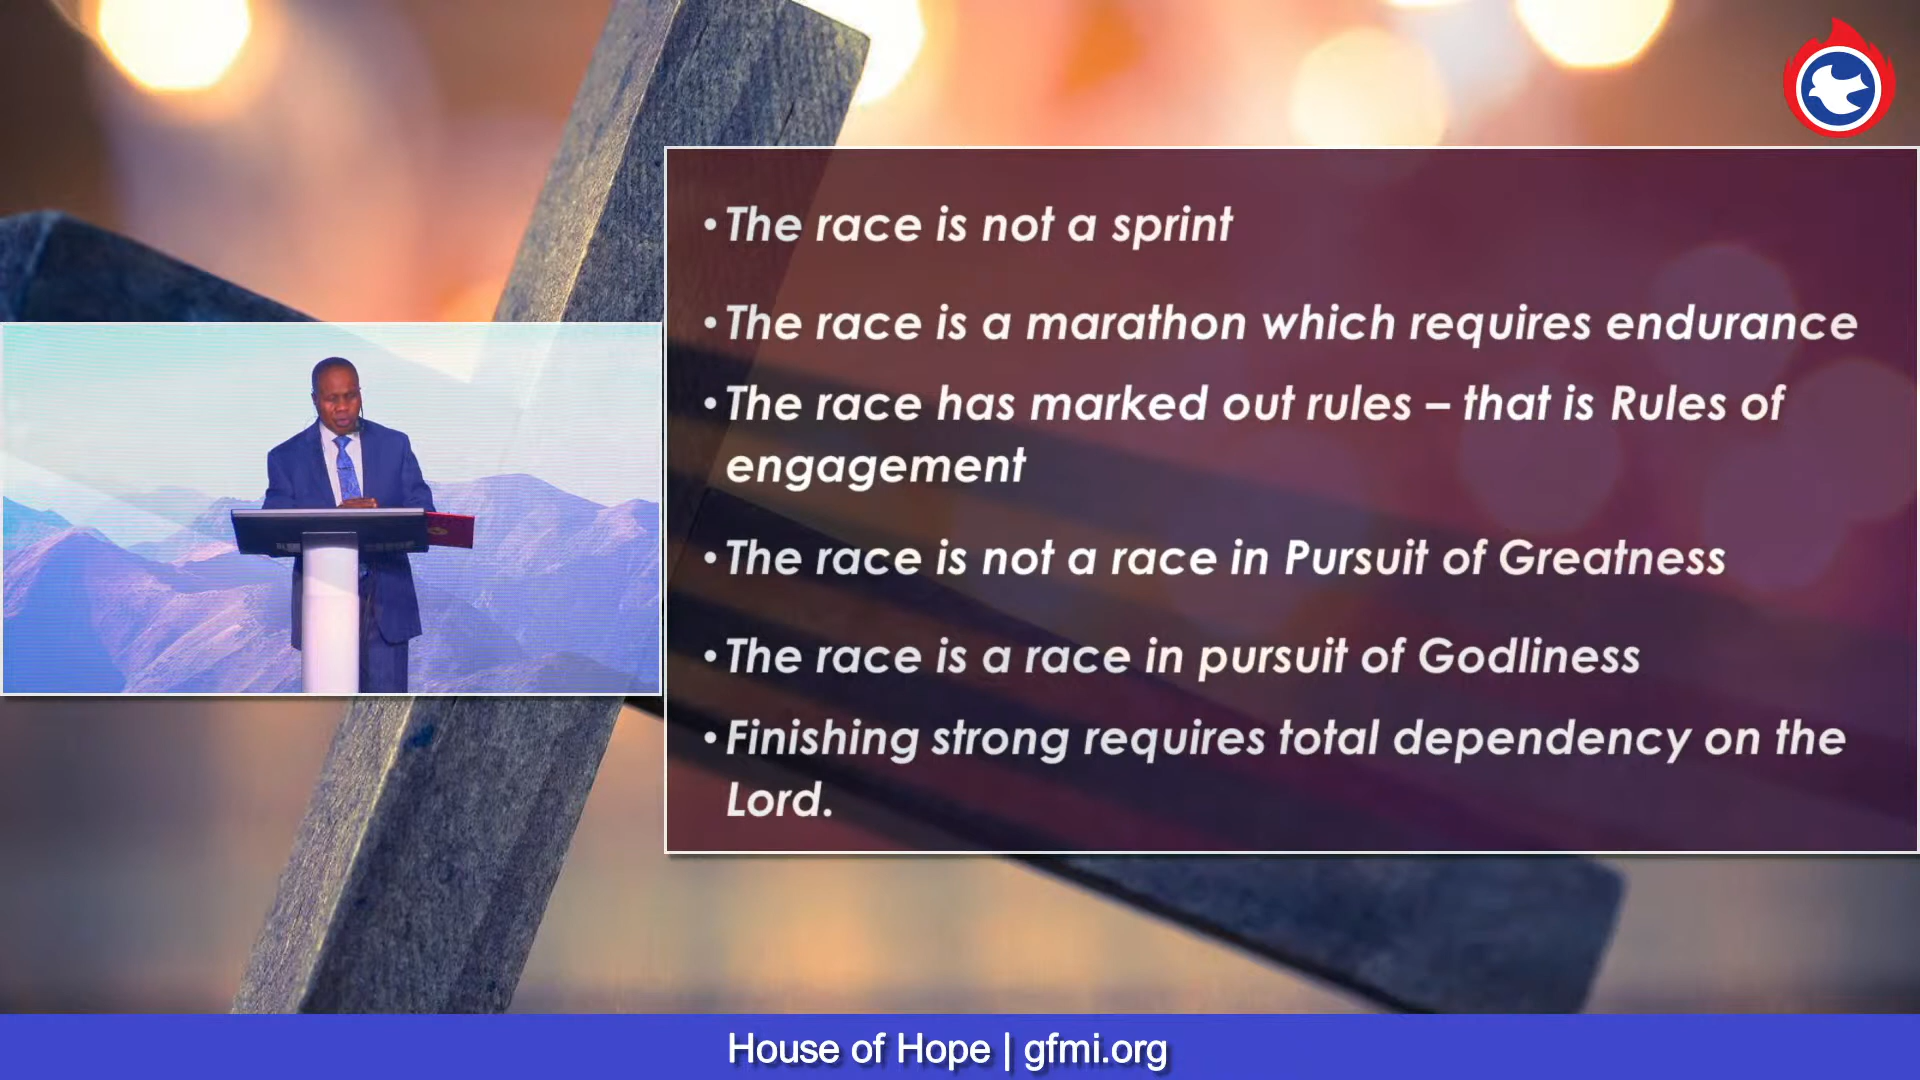 • The race is not a sprint
• The race is a marathon which requires endurance
• The race has marked out rules – that is Rules of
engagement
• The race is not a race in Pursuit of Greatness
• The race is a race in pursuit of Godliness
• Finishing strong requires total dependency on the
Lord.
House of Hope | gfmi.org